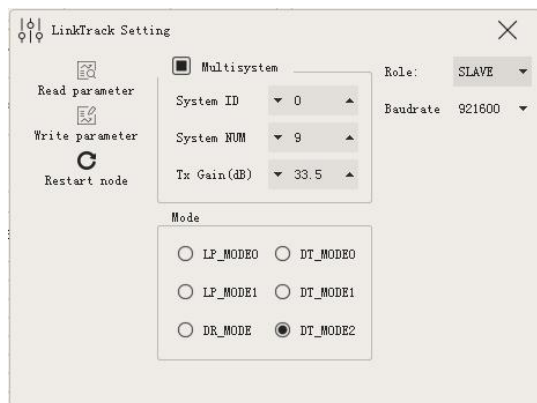 LinkTrack Setting
Read parameter
Write parameter
Restart node
Multisystem
System ID 0
System NUM 9
Tx Gain(dB) 33.5
Role: SLAVE
Baudrate 921600
Mode
LP_MODE0 DT_MODE0
LP_MODE1 DT_MODE1
DR_MODE DT_MODE2